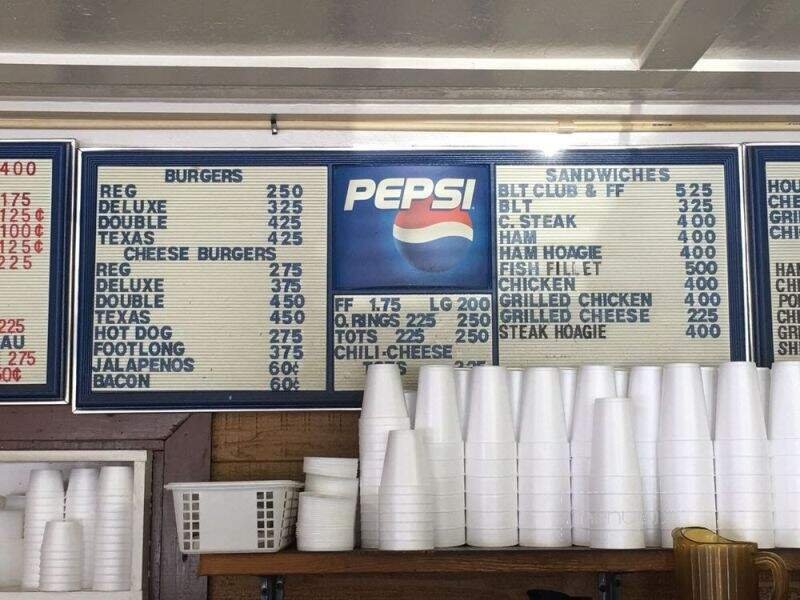 400
175
125¢
100¢
125¢
225
225
AU
275
50¢
BURGERS
REG 250
DELUXE 325
DOUBLE 425
TEXAS 425
CHEESE BURGERS
REG 275
DELUXE 375
DOUBLE 450
TEXAS 450
HOT DOG 275
FOOTLONG 375
JALAPENOS 60¢
BACON 60¢
PEPSI
FF 1.75 LG 200
O.RINGS 225 250
TOTS 225 250
CHILI-CHEESE
SANDWICHES
BLT CLUB & FF 525
BLT 325
C. STEAK 400
HAM 400
HAM HOAGIE 400
FISH FILLET 500
CHICKEN 400
GRILLED CHICKEN 400
GRILLED CHEESE 225
STEAK HOAGIE 400
HOU
CHE
GRI
CHI
HAM
CHI
POR
CHI
GRI
SH